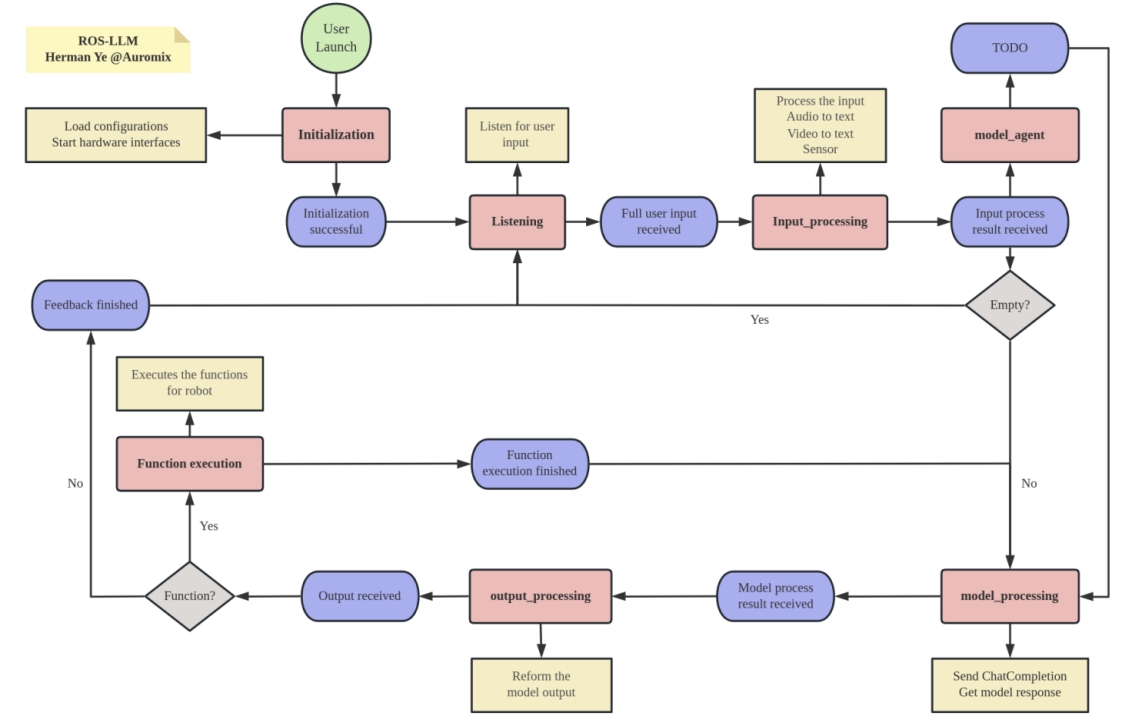 ROS-LLM
Herman Ye @Auromix
User
Launch
TODO
Load configurations
Start hardware interfaces
Initialization
Listen for user
input
Process the input
Audio to text
Video to text
Sensor
model_agent
Initialization
successful
Listening
Full user input
received
Input_processing
Input process
result received
Feedback finished
Empty?
Yes
Executes the functions
for robot
Function execution
Function
execution finished
No
No
Yes
Function?
Output received
output_processing
Model process
result received
model_processing
Reform the
model output
Send ChatCompletion
Get model response